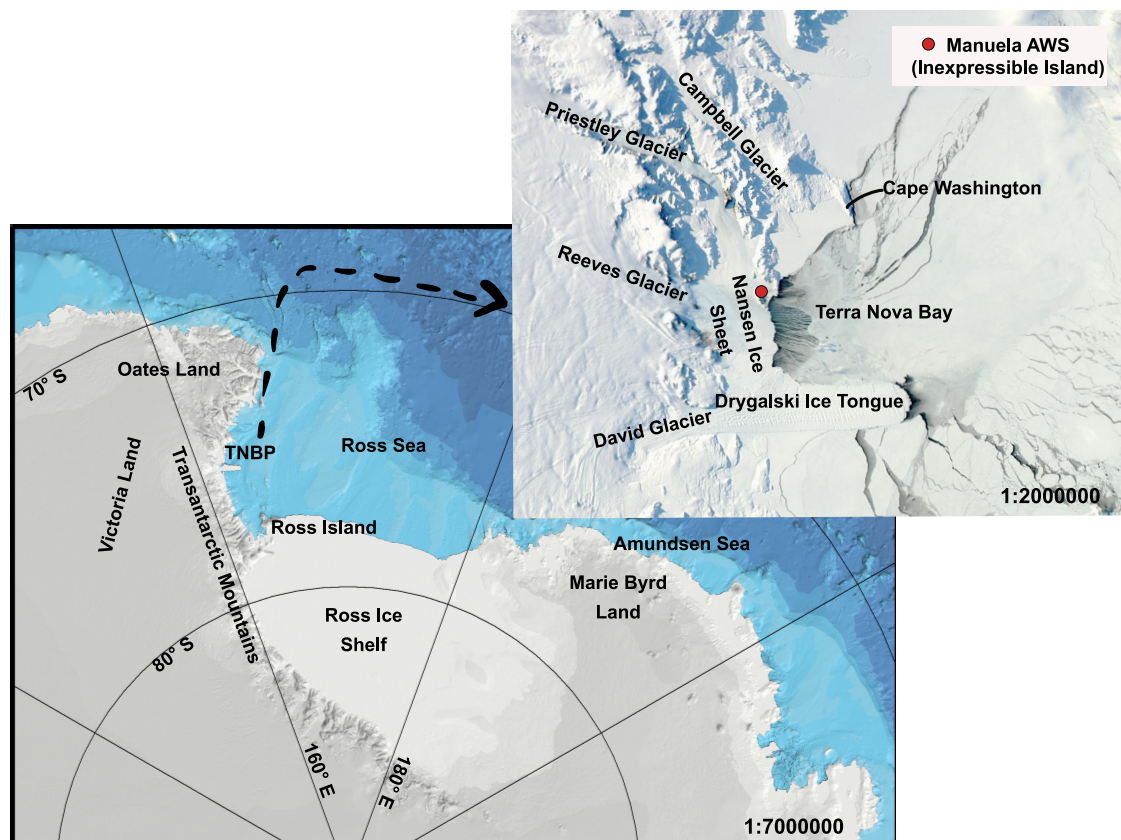 Manuela AWS
(Inexpressible Island)
Campbell Glacier
Priestley Glacier
Cape Washington
Reeves Glacier
Nansen Ice
Sheet
Terra Nova Bay
Drygalski Ice Tongue
David Glacier
1:2000000
70° S
Oates Land
Victoria Land
Transantarctic Mountains
TNBP
Ross Sea
Ross Island
Amundsen Sea
Marie Byrd
Land
Ross Ice
Shelf
80° S
160° E
180° E
1:7000000